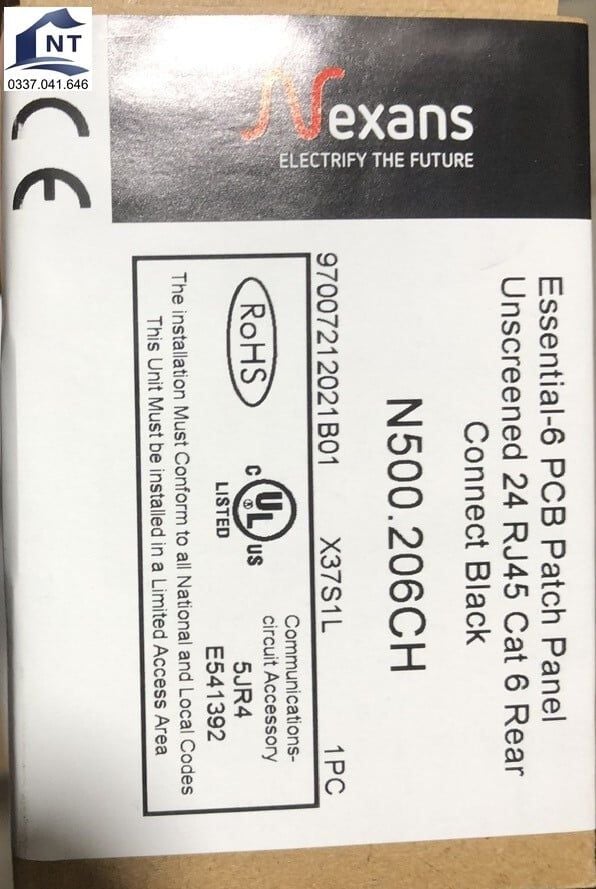 NT
0337.041.646
CE
Nexans
ELECTRIFY THE FUTURE
Essential-6 PCB Patch Panel
Unscreened 24 RJ45 Cat 6 Rear
Connect Black
N500.206CH
97007212021B01 X37S1L 1PC
RoHS
C UL US
®
LISTED
Communications-
circuit Accessory
5JR4
E541392
The installation Must Conform to all National and Local Codes
This Unit Must be installed in a Limited Access Area